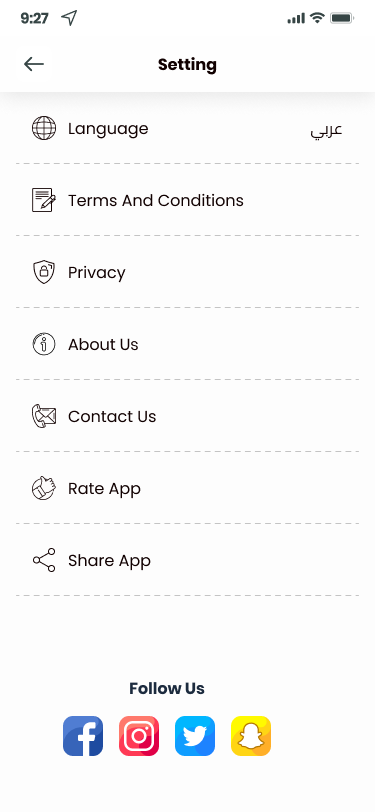 9:27
Setting
Language عربي
Terms And Conditions
Privacy
About Us
Contact Us
Rate App
Share App
Follow Us